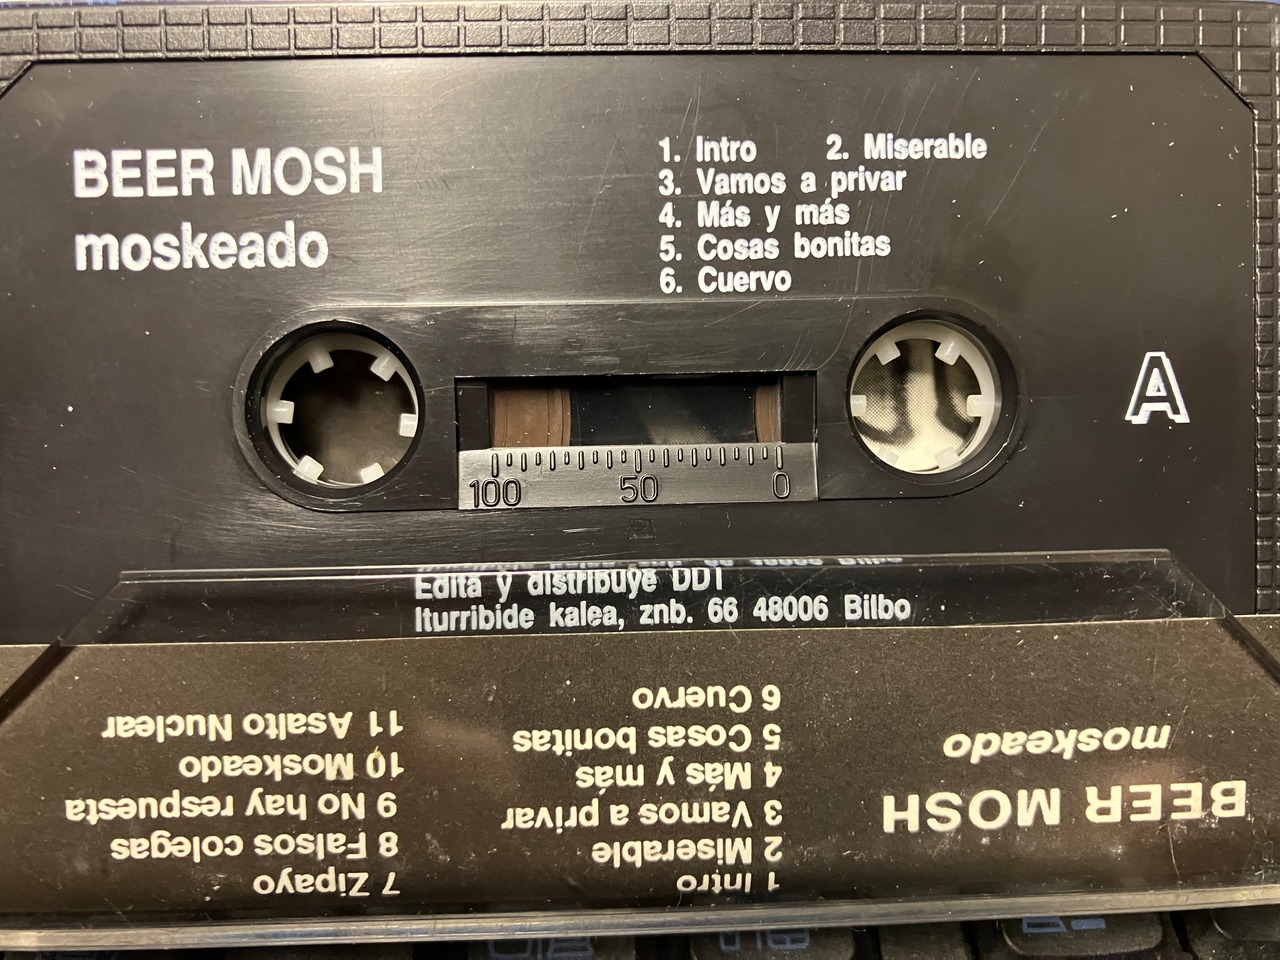 BEER MOSH
moskeado
1. Intro 2. Miserable
3. Vamos a privar
4. Más y más
5. Cosas bonitas
6. Cuervo
A
100 50 0
Edita y distribuye DDT
Iturribide kalea, znb. 66 48006 Bilbo
BEER MOSH
moskeado
1 Intro
2 Miserable
3 Vamos a privar
4 Más y más
5 Cosas bonitas
6 Cuervo
7 Zipayo
8 Falsos colegas
9 No hay respuesta
10 Moskeado
11 Asalto Nuclear